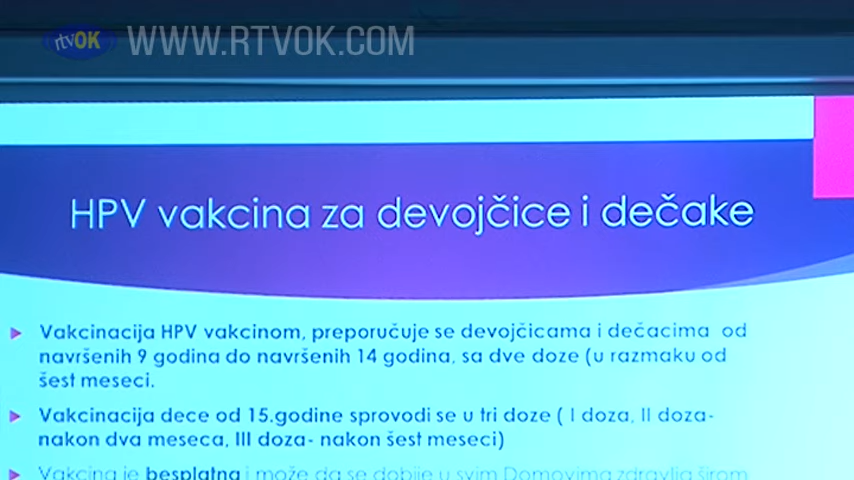 rtvOK WWW.RTVOK.COM
HPV vakcina za devojčice i dečake
Vakcinacija HPV vakcinom, preporučuje se devojčicama i dečacima od
navršenih 9 godina do navršenih 14 godina, sa dve doze (u razmaku od
šest meseci.
Vakcinacija dece od 15.godine sprovodi se u tri doze ( I doza, II doza-
nakon dva meseca, III doza- nakon šest meseci)
Vakcina je besplatna i može da se dobije u svim Domovima zdravlja širom